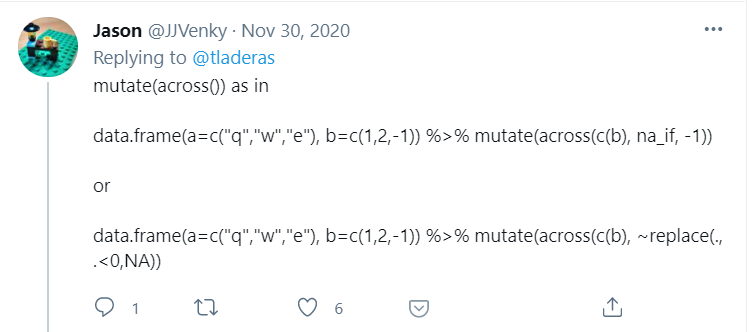 Jason @JJVenky · Nov 30, 2020
Replying to @tladeras
mutate(across()) as in
data.frame(a=c("q","w","e"), b=c(1,2,-1)) %>% mutate(across(c(b), na_if, -1))
or
data.frame(a=c("q","w","e"), b=c(1,2,-1)) %>% mutate(across(c(b), ~replace(.,
.<0,NA))
1 6